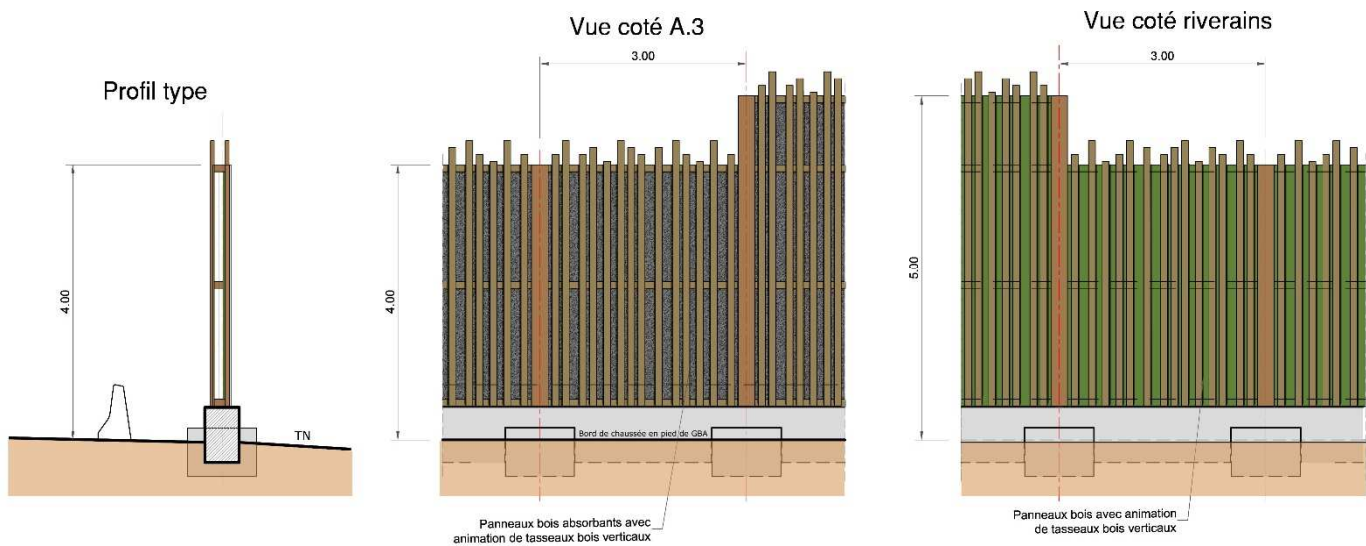 Profil type
4.00
TN
Vue coté A.3
3.00
4.00
Bord de chaussée en pied de GBA
Panneaux bois absorbants avec
animation de tasseaux bois verticaux
Vue coté riverains
3.00
5.00
Panneaux bois avec animation
de tasseaux bois verticaux